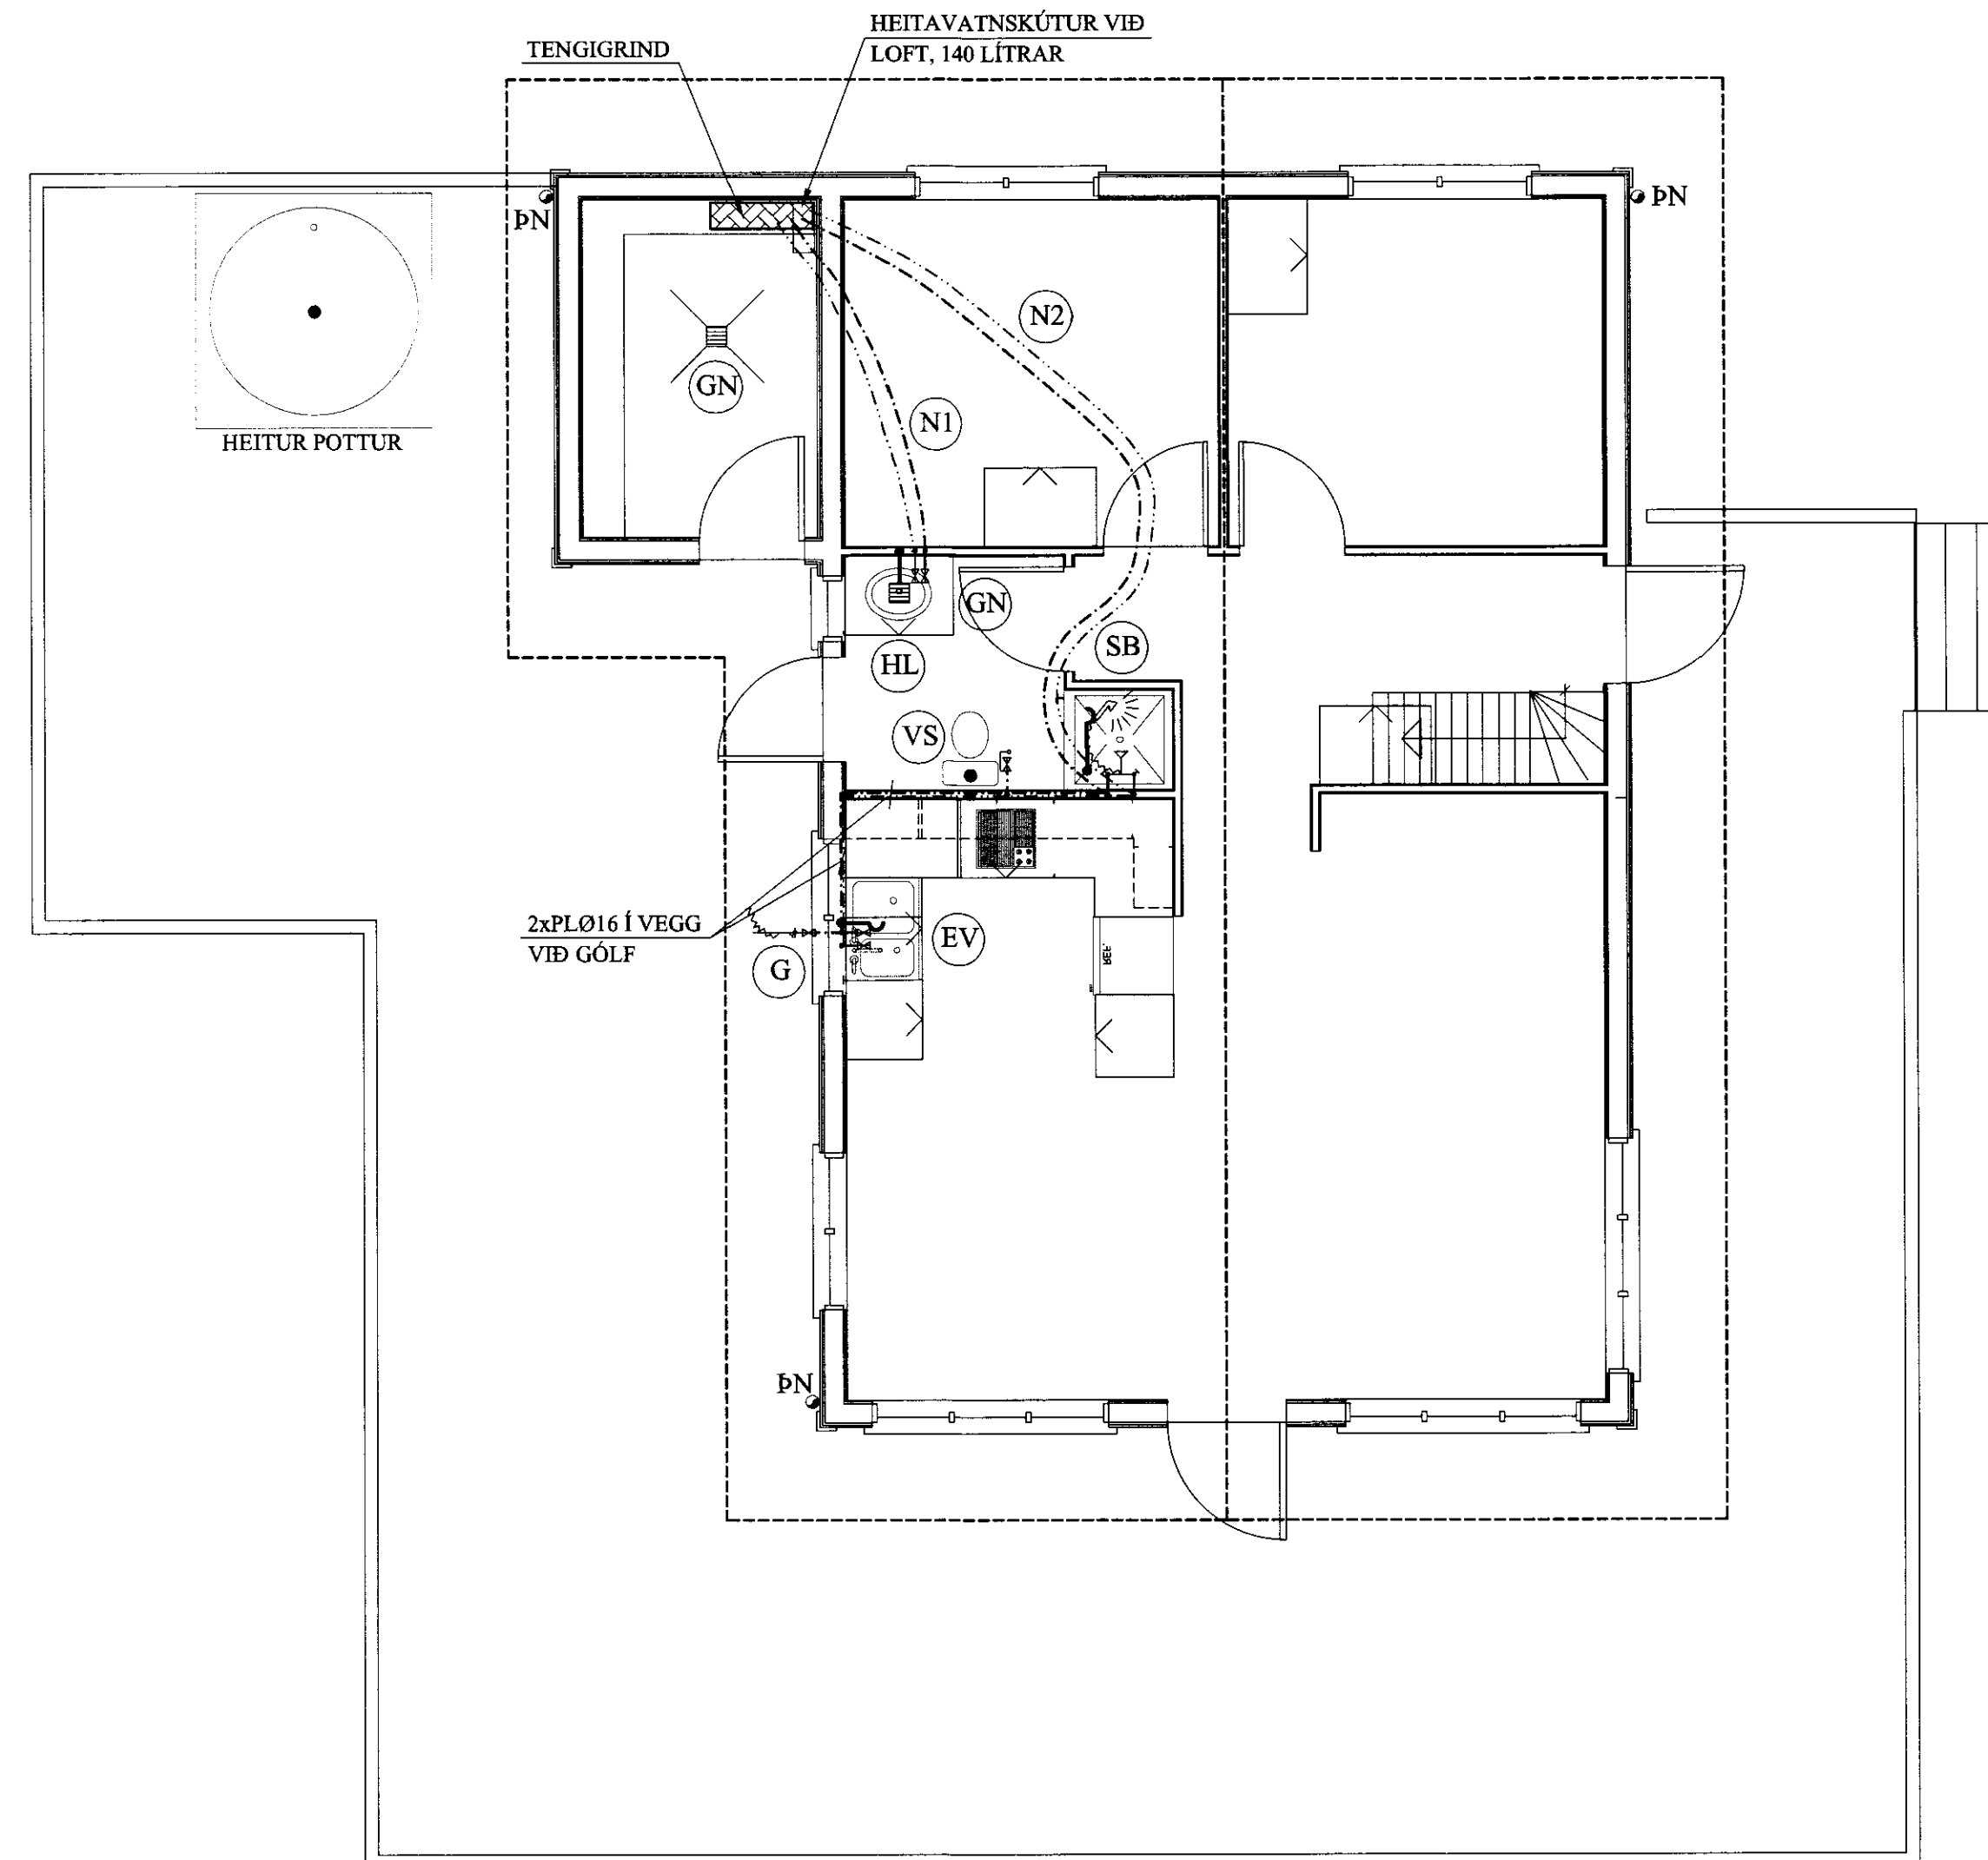 HEITAVATNSKÚTUR VIÐ
LOFT, 140 LÍTRAR
TENGIGRIND
ÞN
ÞN
N2
GN
N1
HEITUR POTTUR
GN
SB
HL
VS
2xPLØ16 Í VEGG
VIÐ GÓLF
EV
REF.
G
ÞN